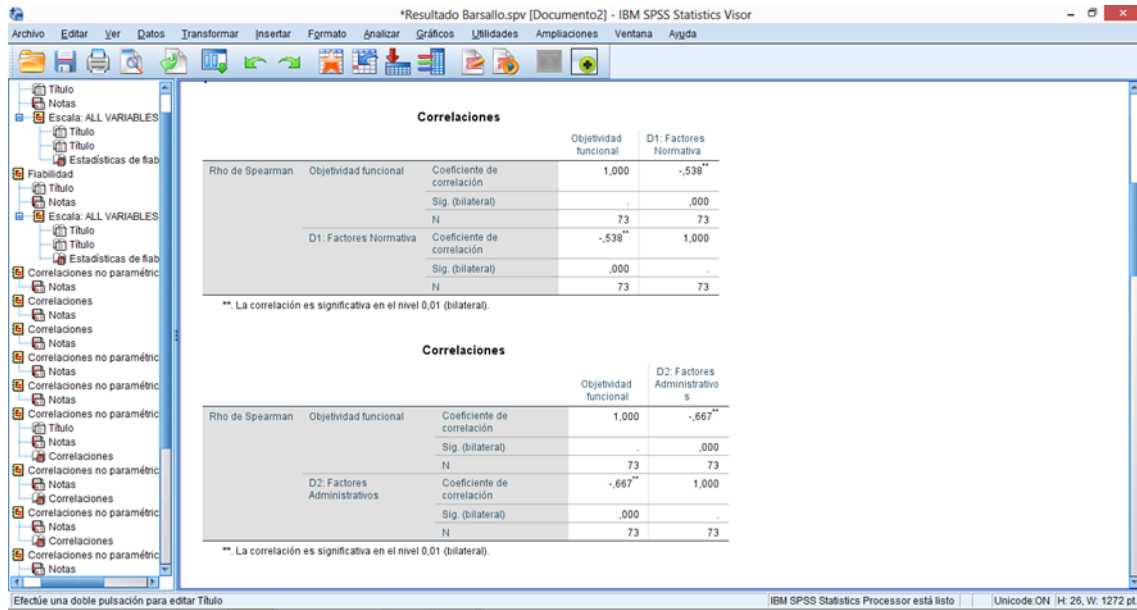 *Resultado Barsallo.spv [Documento2] - IBM SPSS Statistics Visor
Archivo Editar Ver Datos Transformar Insertar Formato Analizar Gráficos Utilidades Ampliaciones Ventana Ayuda
Título
Notas
Escala: ALL VARIABLES
Título
Título
Estadísticas de fiab
Fiabilidad
Título
Notas
Escala: ALL VARIABLES
Título
Título
Estadísticas de fiab
Correlaciones no paramétric
Notas
Correlaciones
Notas
Correlaciones
Notas
Correlaciones no paramétric
Notas
Correlaciones no paramétric
Notas
Correlaciones no paramétric
Título
Notas
Correlaciones
Correlaciones no paramétric
Notas
Correlaciones
Correlaciones no paramétric
Notas
Correlaciones
Correlaciones no paramétric
Notas
Correlaciones
Objetividad funcional D1: Factores Normativa
Rho de Spearman Objetividad funcional Coeficiente de correlación 1,000 -,538**
Sig. (bilateral) . ,000
N 73 73
D1: Factores Normativa Coeficiente de correlación -,538** 1,000
Sig. (bilateral) ,000 .
N 73 73
**. La correlación es significativa en el nivel 0,01 (bilateral).
Correlaciones
Objetividad funcional D2: Factores Administrativo s
Rho de Spearman Objetividad funcional Coeficiente de correlación 1,000 -,667**
Sig. (bilateral) . ,000
N 73 73
D2: Factores Administrativos Coeficiente de correlación -,667** 1,000
Sig. (bilateral) ,000 .
N 73 73
**. La correlación es significativa en el nivel 0,01 (bilateral).
Efectúe una doble pulsación para editar Título
IBM SPSS Statistics Processor está listo
Unicode:ON H: 26, W: 1272 pt